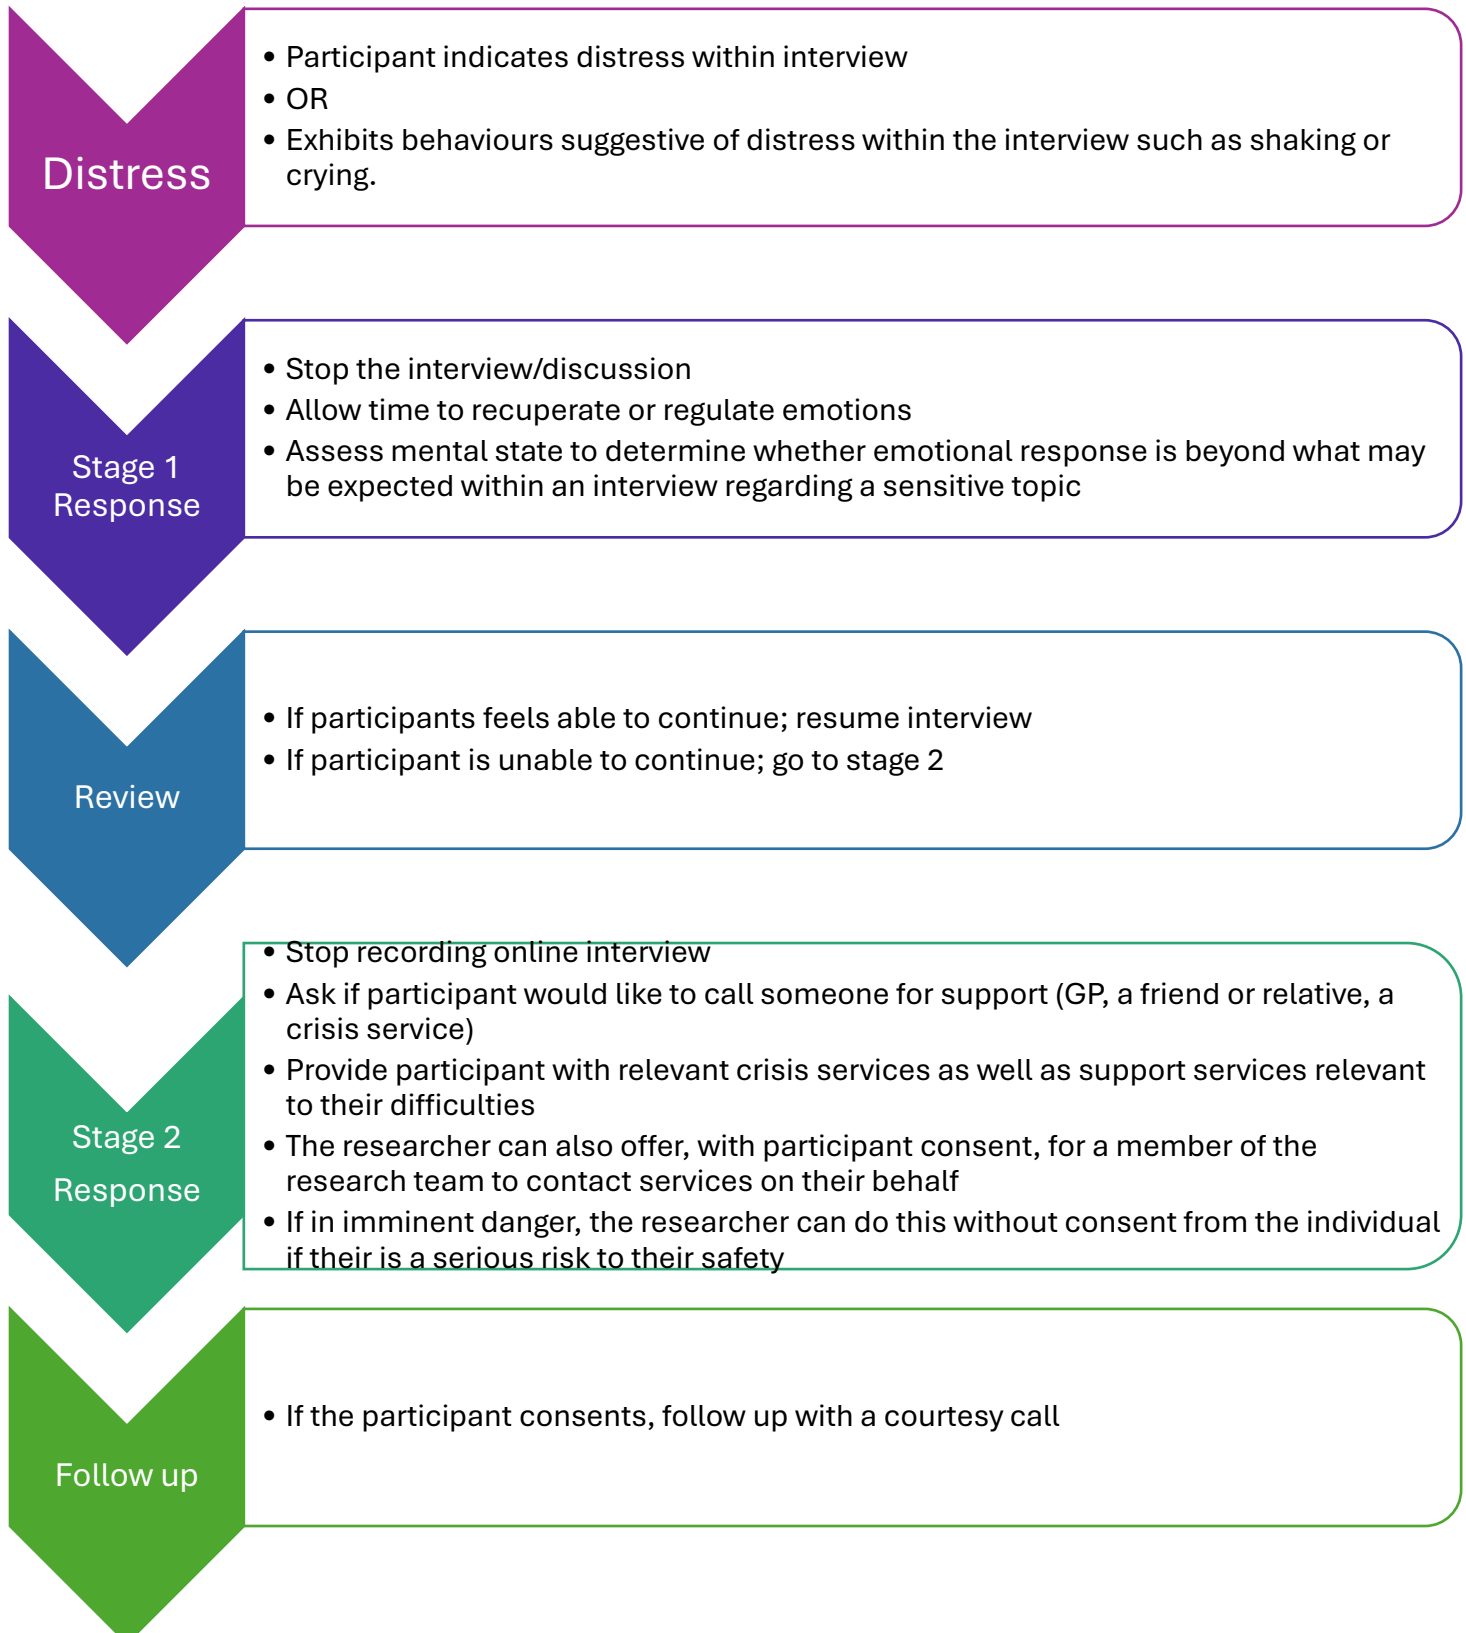 Distress
• Participant indicates distress within interview
• OR
• Exhibits behaviours suggestive of distress within the interview such as shaking or
crying.
Stage 1
Response
• Stop the interview/discussion
• Allow time to recuperate or regulate emotions
• Assess mental state to determine whether emotional response is beyond what may
be expected within an interview regarding a sensitive topic
Review
• If participants feels able to continue; resume interview
• If participant is unable to continue; go to stage 2
Stage 2
Response
• Stop recording online interview
• Ask if participant would like to call someone for support (GP, a friend or relative, a
crisis service)
• Provide participant with relevant crisis services as well as support services relevant
to their difficulties
• The researcher can also offer, with participant consent, for a member of the
research team to contact services on their behalf
• If in imminent danger, the researcher can do this without consent from the individual
if their is a serious risk to their safety
Follow up
• If the participant consents, follow up with a courtesy call